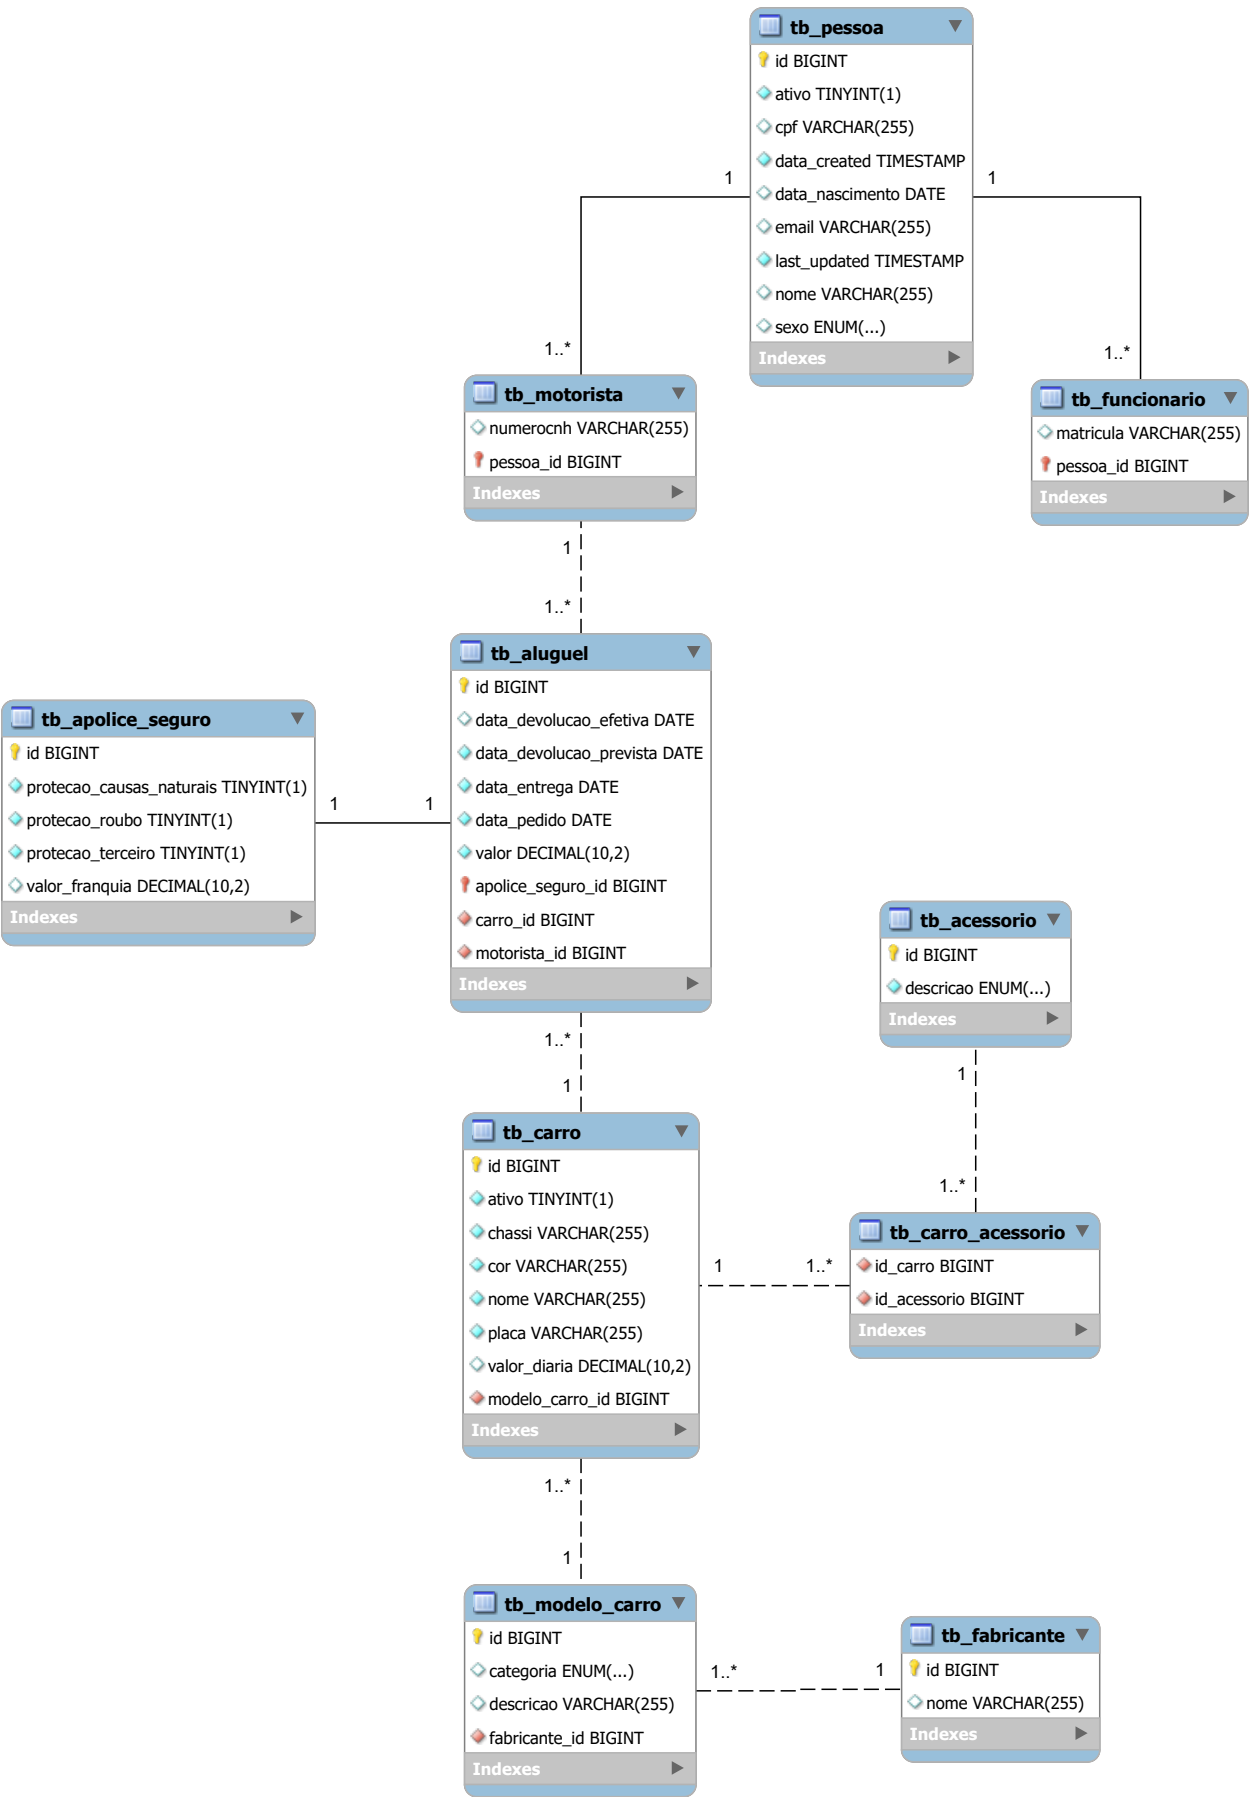 tb_pessoa
id BIGINT
ativo TINYINT(1)
cpf VARCHAR(255)
data_created TIMESTAMP
data_nascimento DATE
email VARCHAR(255)
last_updated TIMESTAMP
nome VARCHAR(255)
sexo ENUM(...)
Indexes
1
1
1..*
1..*
tb_motorista
numerocnh VARCHAR(255)
pessoa_id BIGINT
Indexes
tb_funcionario
matricula VARCHAR(255)
pessoa_id BIGINT
Indexes
1
1..*
tb_aluguel
id BIGINT
data_devolucao_efetiva DATE
data_devolucao_prevista DATE
data_entrega DATE
data_pedido DATE
valor DECIMAL(10,2)
apolice_seguro_id BIGINT
carro_id BIGINT
motorista_id BIGINT
Indexes
tb_apolice_seguro
id BIGINT
protecao_causas_naturais TINYINT(1)
protecao_roubo TINYINT(1)
protecao_terceiro TINYINT(1)
valor_franquia DECIMAL(10,2)
Indexes
1
1
tb_acessorio
id BIGINT
descricao ENUM(...)
Indexes
1..*
1
1
1..*
tb_carro
id BIGINT
ativo TINYINT(1)
chassi VARCHAR(255)
cor VARCHAR(255)
nome VARCHAR(255)
placa VARCHAR(255)
valor_diaria DECIMAL(10,2)
modelo_carro_id BIGINT
Indexes
1
1..*
tb_carro_acessorio
id_carro BIGINT
id_acessorio BIGINT
Indexes
1..*
1
tb_modelo_carro
id BIGINT
categoria ENUM(...)
descricao VARCHAR(255)
fabricante_id BIGINT
Indexes
1..*
1
tb_fabricante
id BIGINT
nome VARCHAR(255)
Indexes